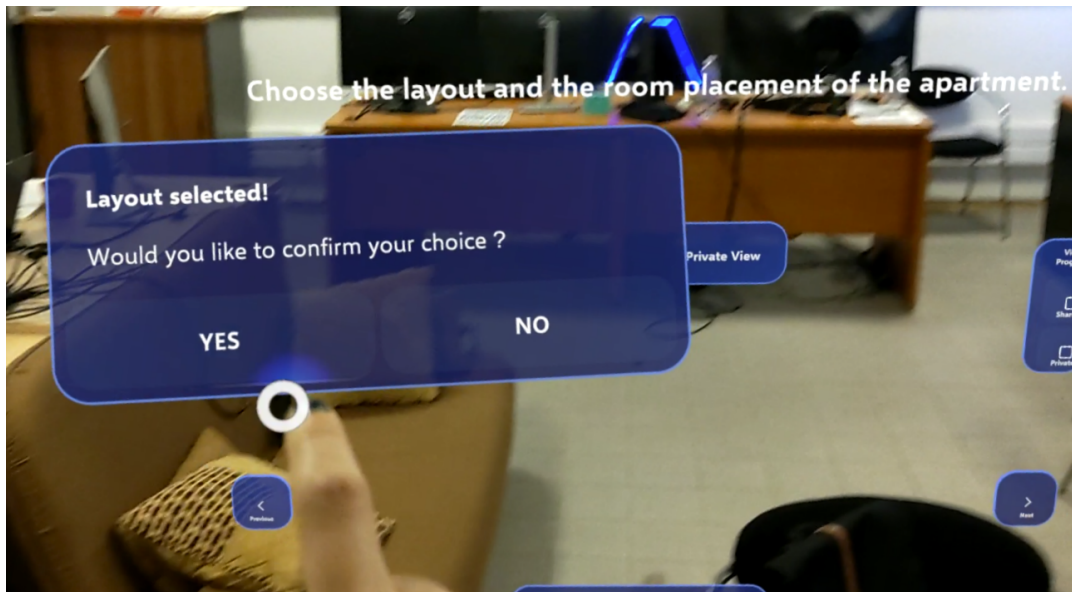 Choose the layout and the room placement of the apartment.
Layout selected!
Would you like to confirm your choice ?
YES
NO
Private View
Previous
Next